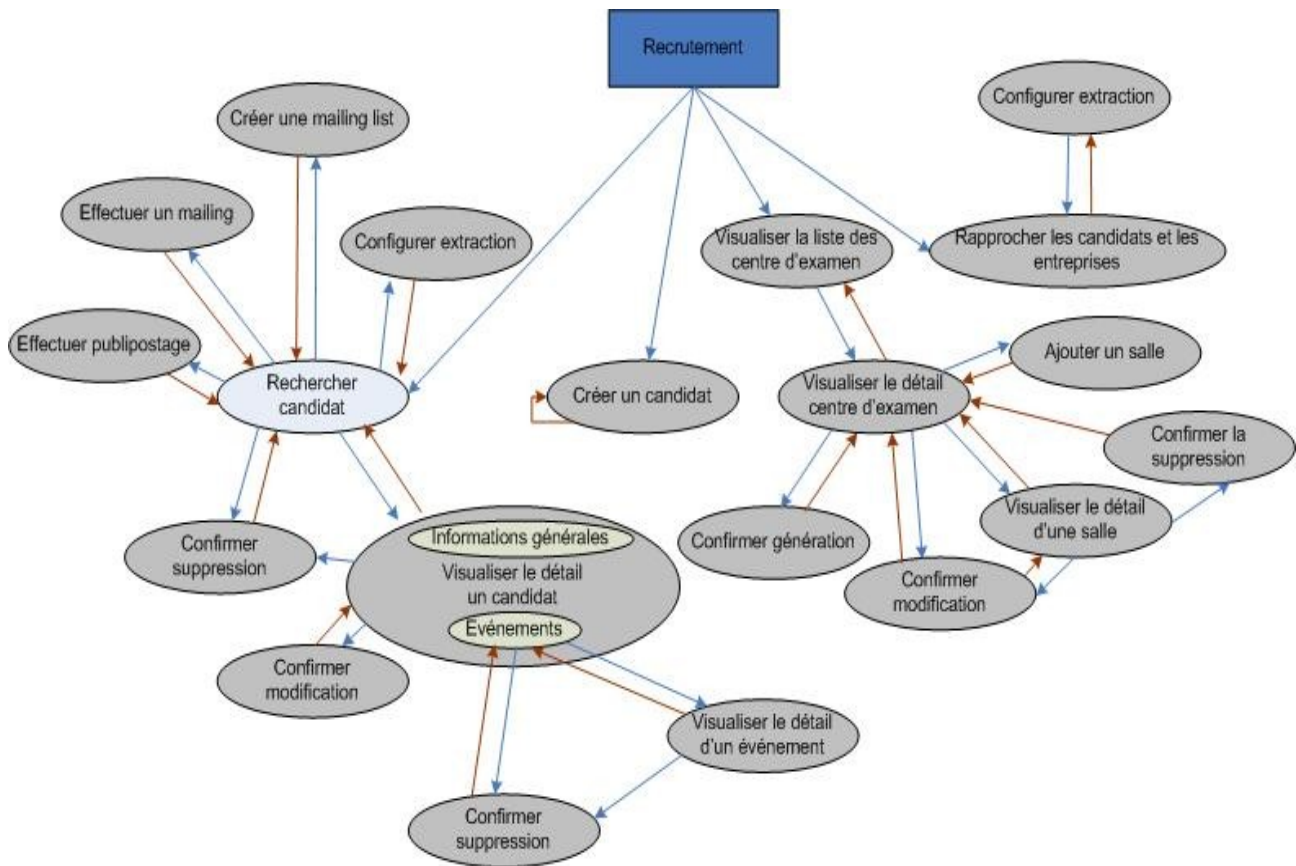 Recrutement
Configurer extraction
Créer une mailing list
Effectuer un mailing
Configurer extraction
Visualiser la liste des
centre d'examen
Rapprocher les candidats et les
entreprises
Effectuer publipostage
Ajouter un salle
Rechercher
candidat
Créer un candidat
Visualiser le détail
centre d'examen
Confirmer la
suppression
Visualiser le détail
d'une salle
Informations générales
Confirmer
suppression
Confirmer génération
Visualiser le détail
un candidat
Confirmer
modification
Evénements
Confirmer
modification
Visualiser le détail
d'un événement
Confirmer
suppression